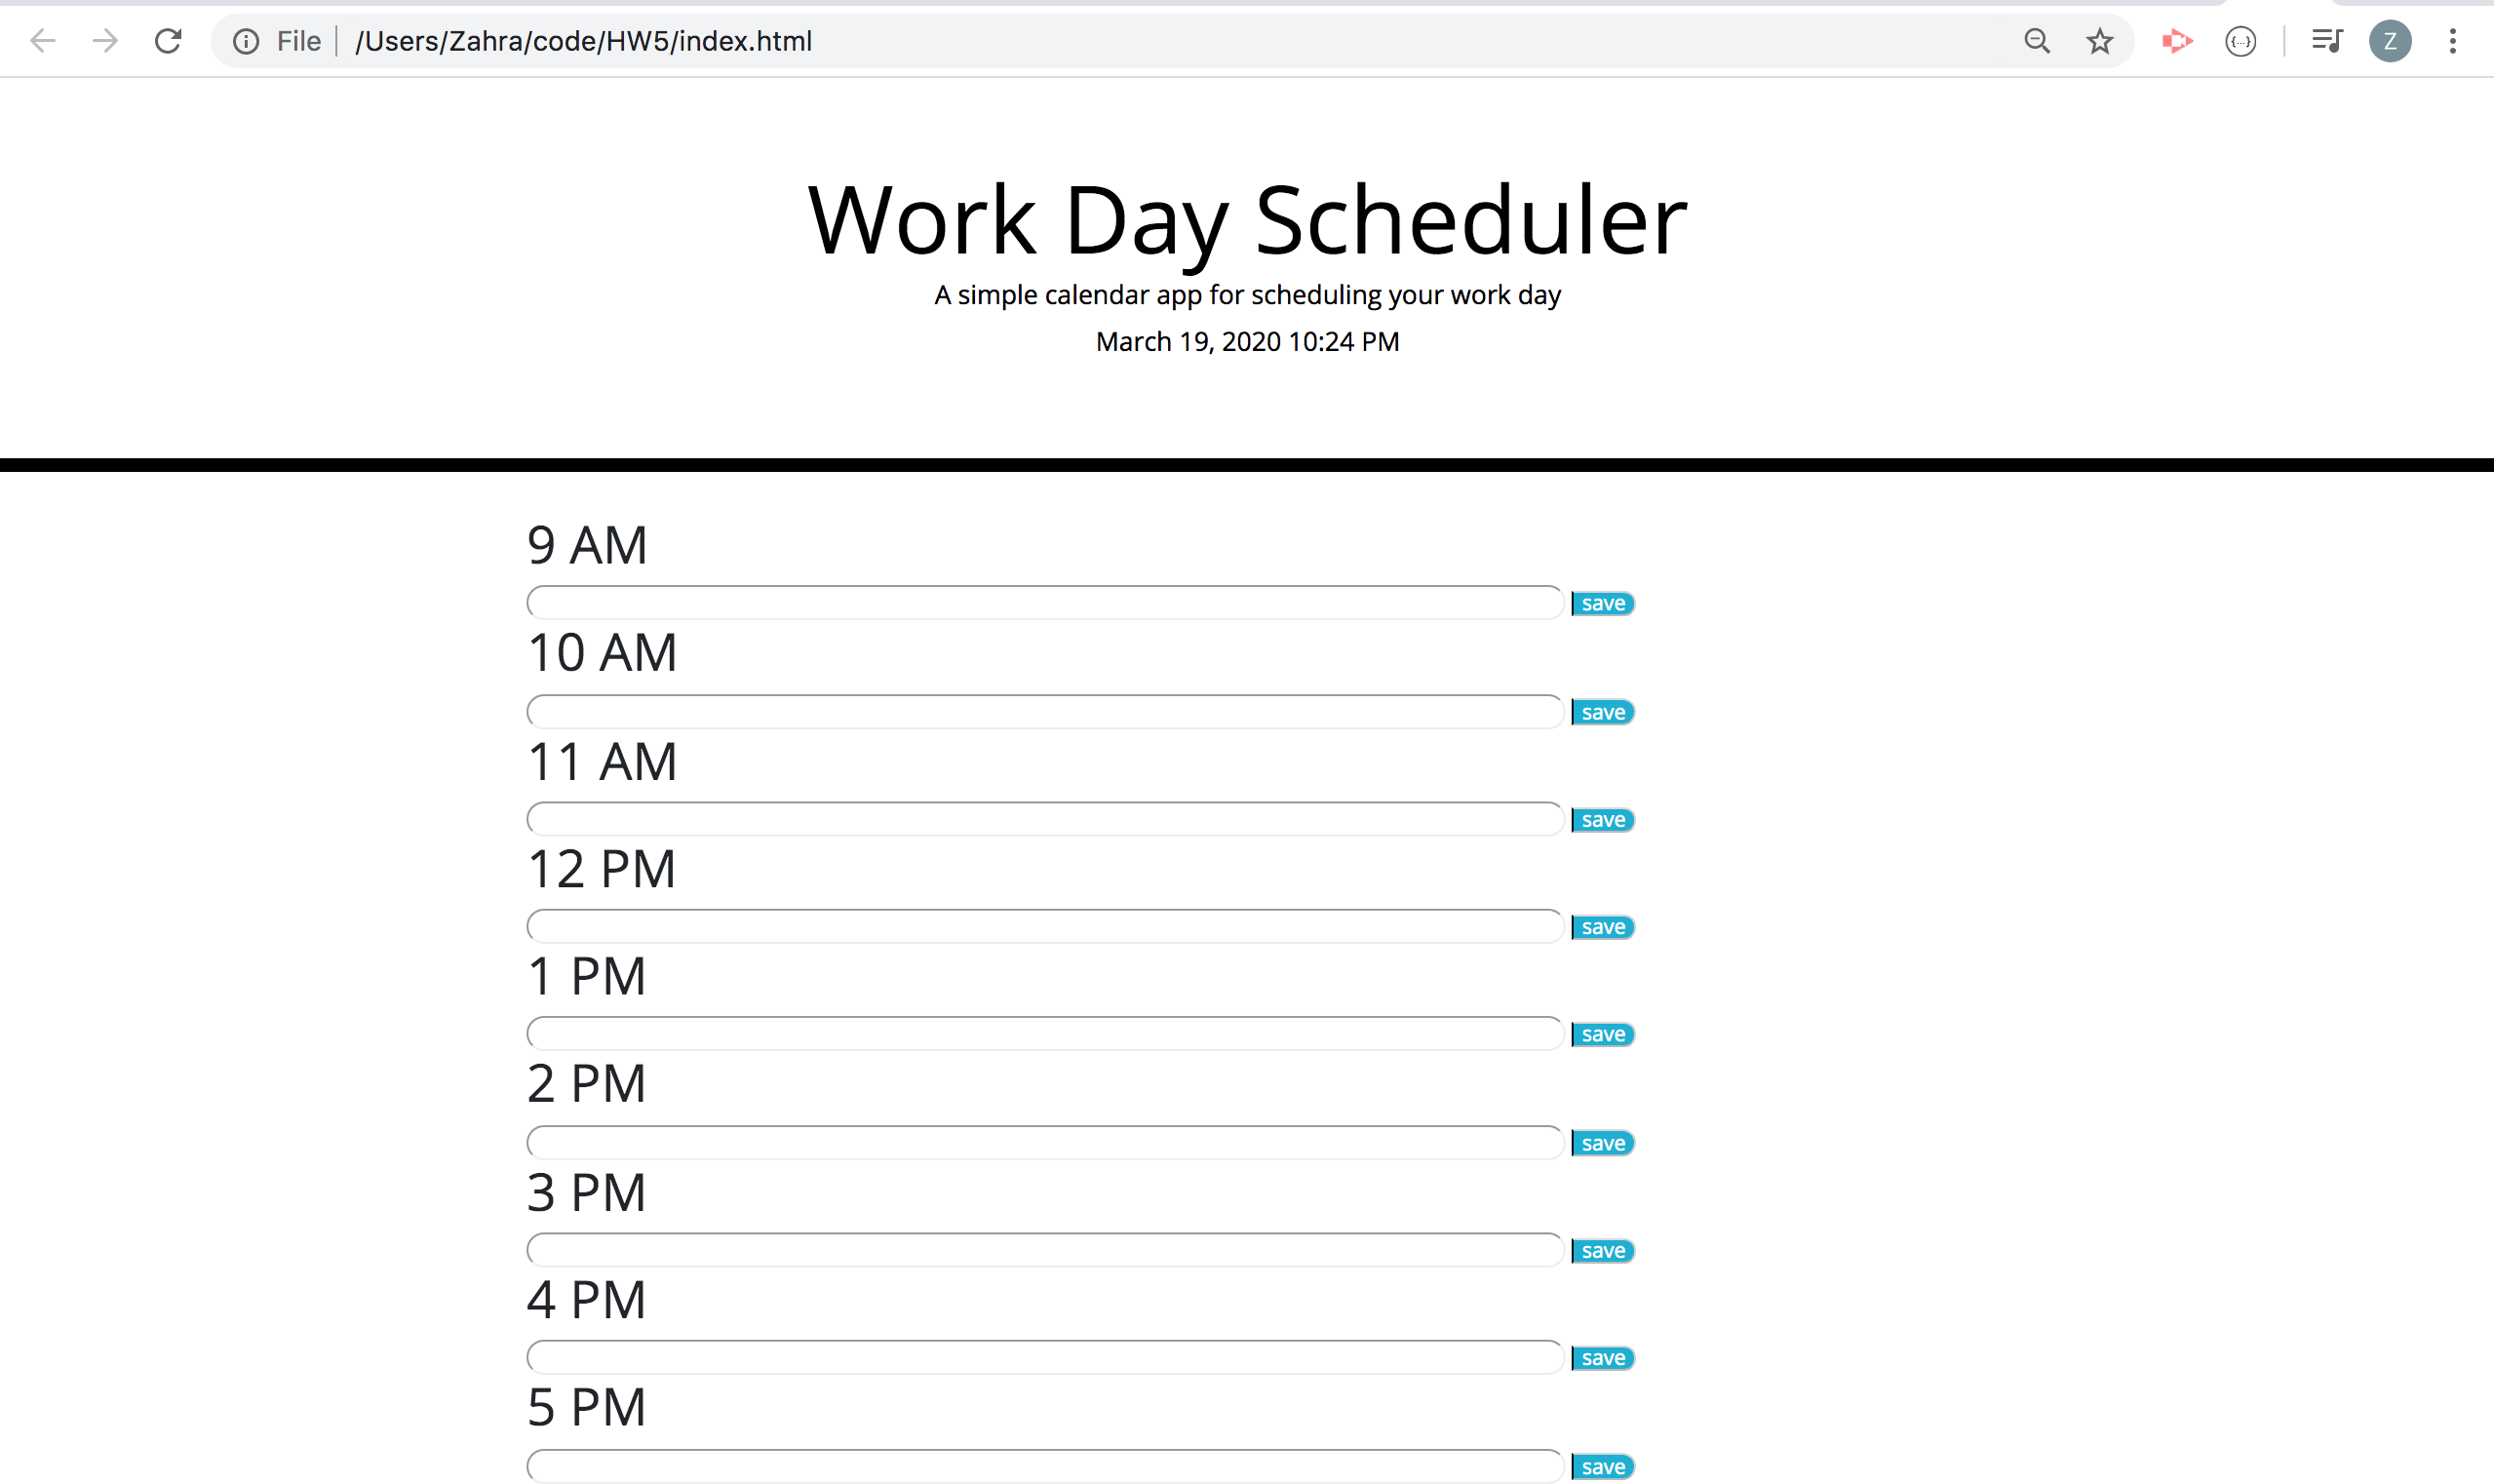 File /Users/Zahra/code/HW5/index.html
{...}
Z
Work Day Scheduler
A simple calendar app for scheduling your work day
March 19, 2020 10:24 PM
9 AM
save
10 AM
save
11 AM
save
12 PM
save
1 PM
save
2 PM
save
3 PM
save
4 PM
save
5 PM
save